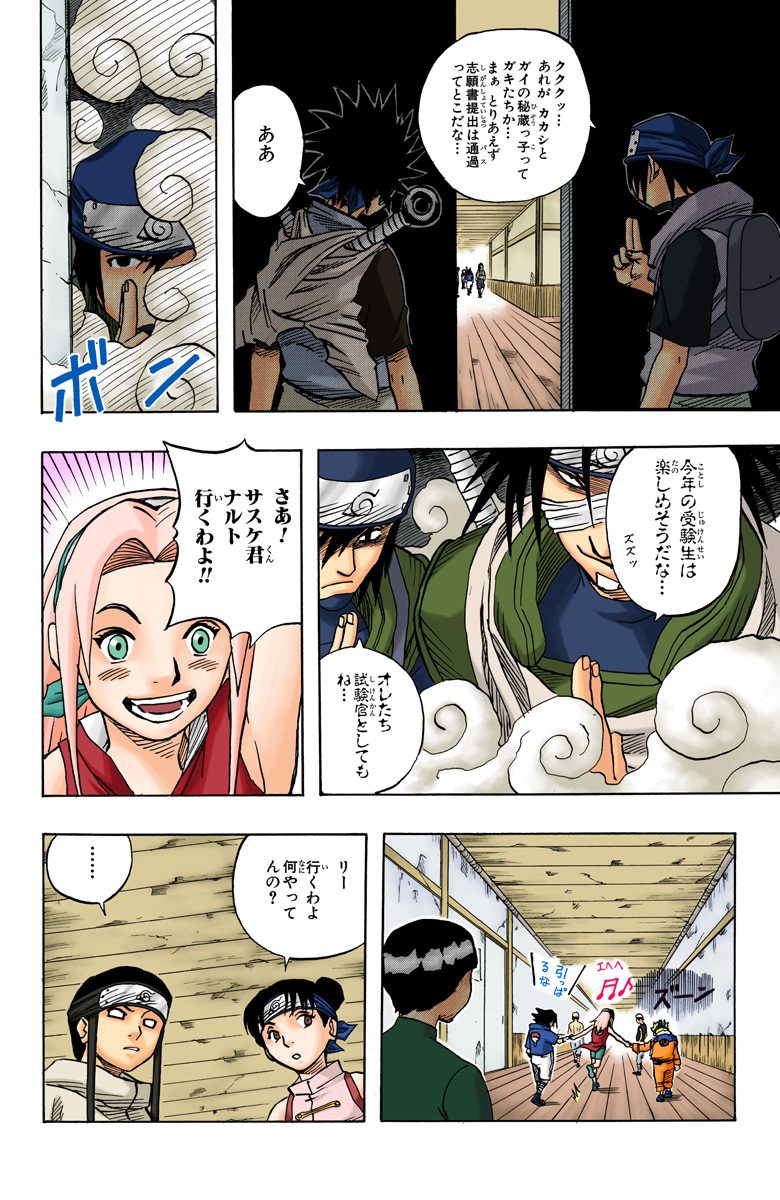 ククク
ッ…
あれが カカシと
ガイの秘蔵っ子って
ガキたちか…
まぁ とりあえず
志願書提出は通過
ってとこだな…
ああ
ボン
今年の受験生は
楽しめそうだな…
ズズッ
オレたち
試験官としても
ね…
さあ!
サスケ君
ナルト
行くわよ!!
ズーン
エヘヘ
引っぱ
るな
リー
行くわよ
何やって
んの?
……